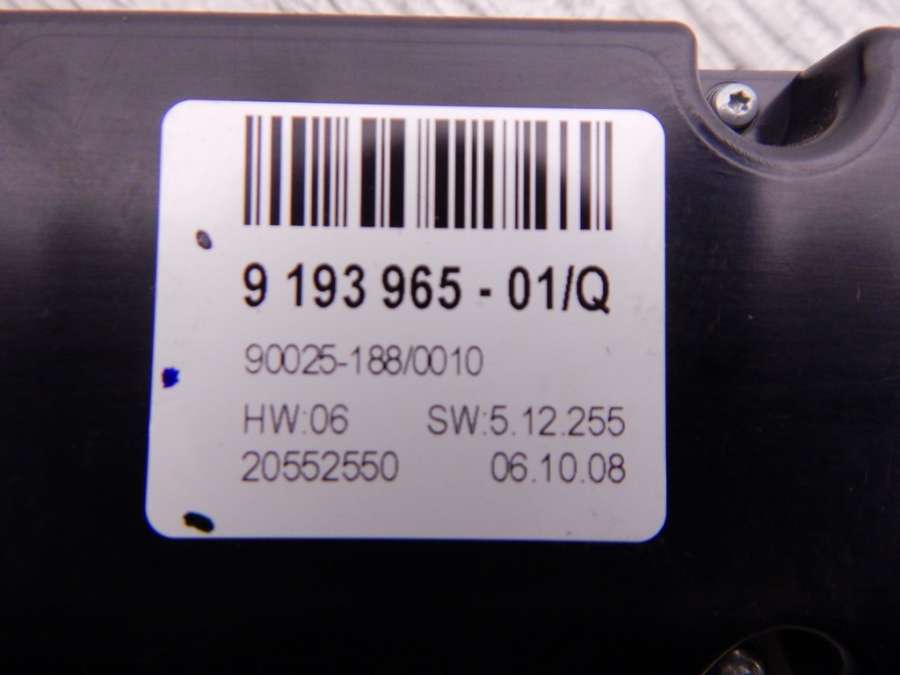 9 193 965 - 01/Q
90025-188/0010
HW:06 SW:5.12.255
20552550 06.10.08